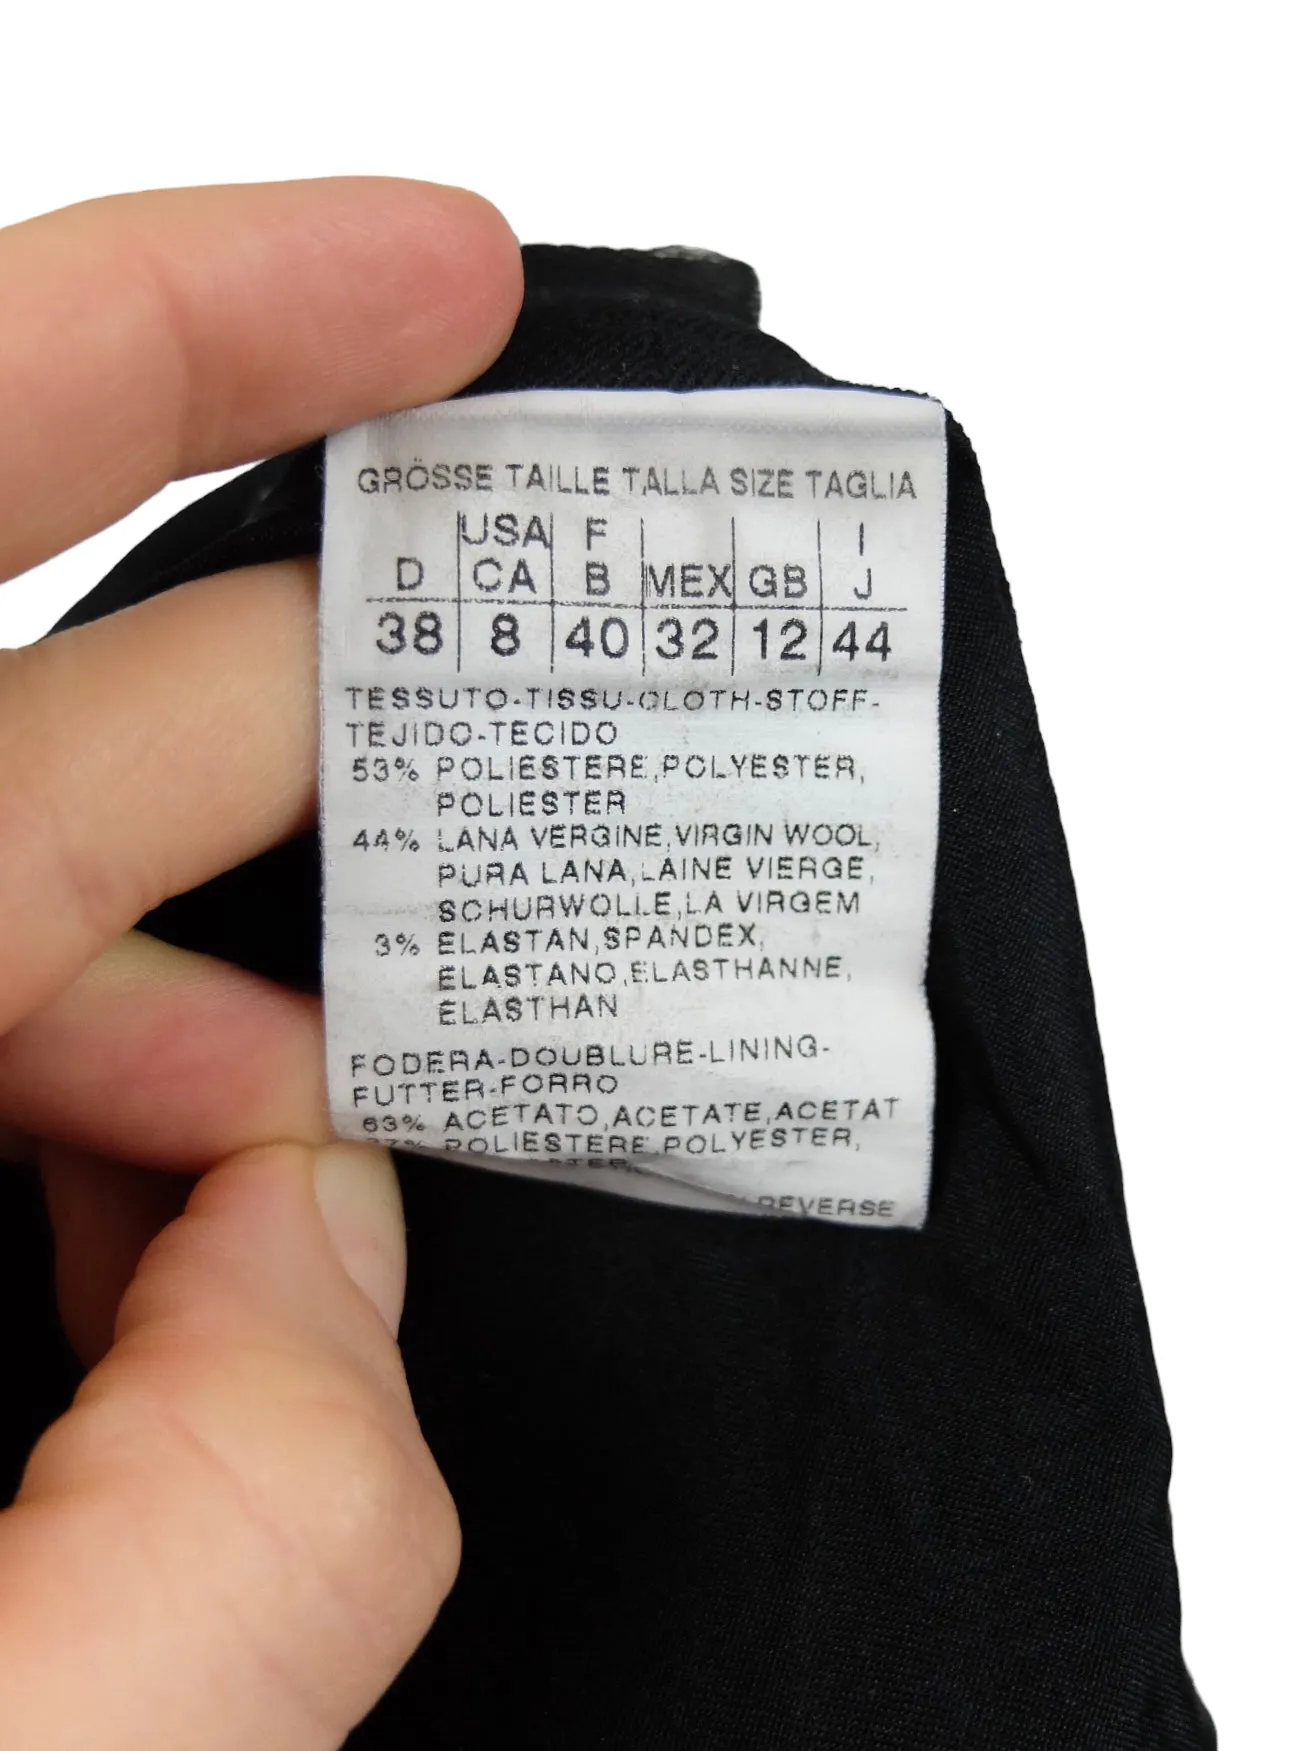 GRÖSSE TAILLE TALLA SIZE TAGLIA
USA F I
D CA B MEX GB J
38 8 40 32 12 44
TESSUTO-TISSU-CLOTH-STOFF-
TEJIDO-TECIDO
53% POLIESTERE,POLYESTER,
POLIESTER
44% LANA VERGINE,VIRGIN WOOL,
PURA LANA,LAINE VIERGE,
SCHURWOLLE,LA VIRGEM
3% ELASTAN,SPANDEX,
ELASTANO,ELASTHANNE,
ELASTHAN
FODERA-DOUBLURE-LINING-
FUTTER-FORRO
63% ACETATO,ACETATE,ACETAT
37% POLIESTERE,POLYESTER,
REVERSE